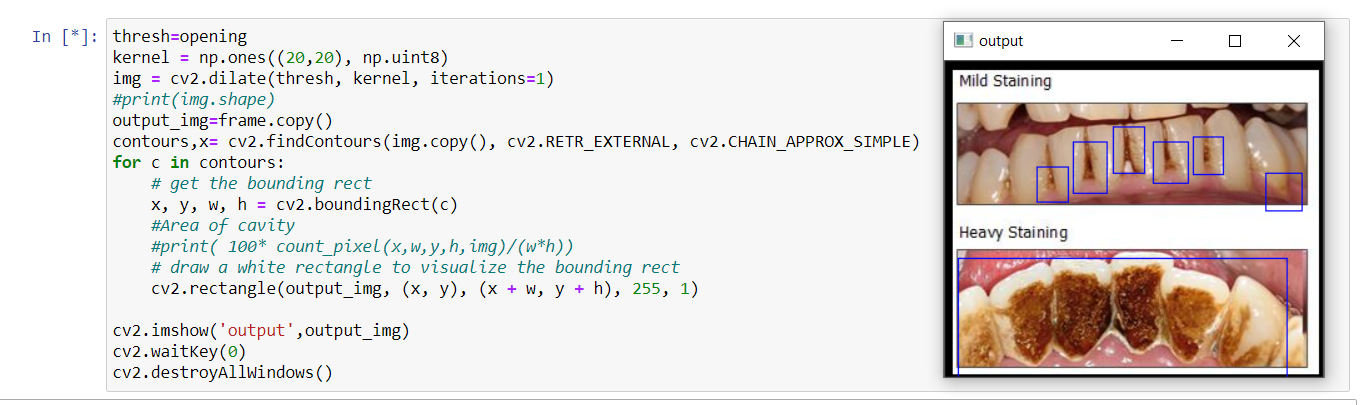 In [*]:
thresh=opening
kernel = np.ones((20,20), np.uint8)
img = cv2.dilate(thresh, kernel, iterations=1)
#print(img.shape)
output_img=frame.copy()
contours,x= cv2.findContours(img.copy(), cv2.RETR_EXTERNAL, cv2.CHAIN_APPROX_SIMPLE)
for c in contours:
    # get the bounding rect
    x, y, w, h = cv2.boundingRect(c)
    #Area of cavity
    #print( 100* count_pixel(x,w,y,h,img)/(w*h))
    # draw a white rectangle to visualize the bounding rect
    cv2.rectangle(output_img, (x, y), (x + w, y + h), 255, 1)
cv2.imshow('output',output_img)
cv2.waitKey(0)
cv2.destroyAllWindows()
output
Mild Staining
Heavy Staining